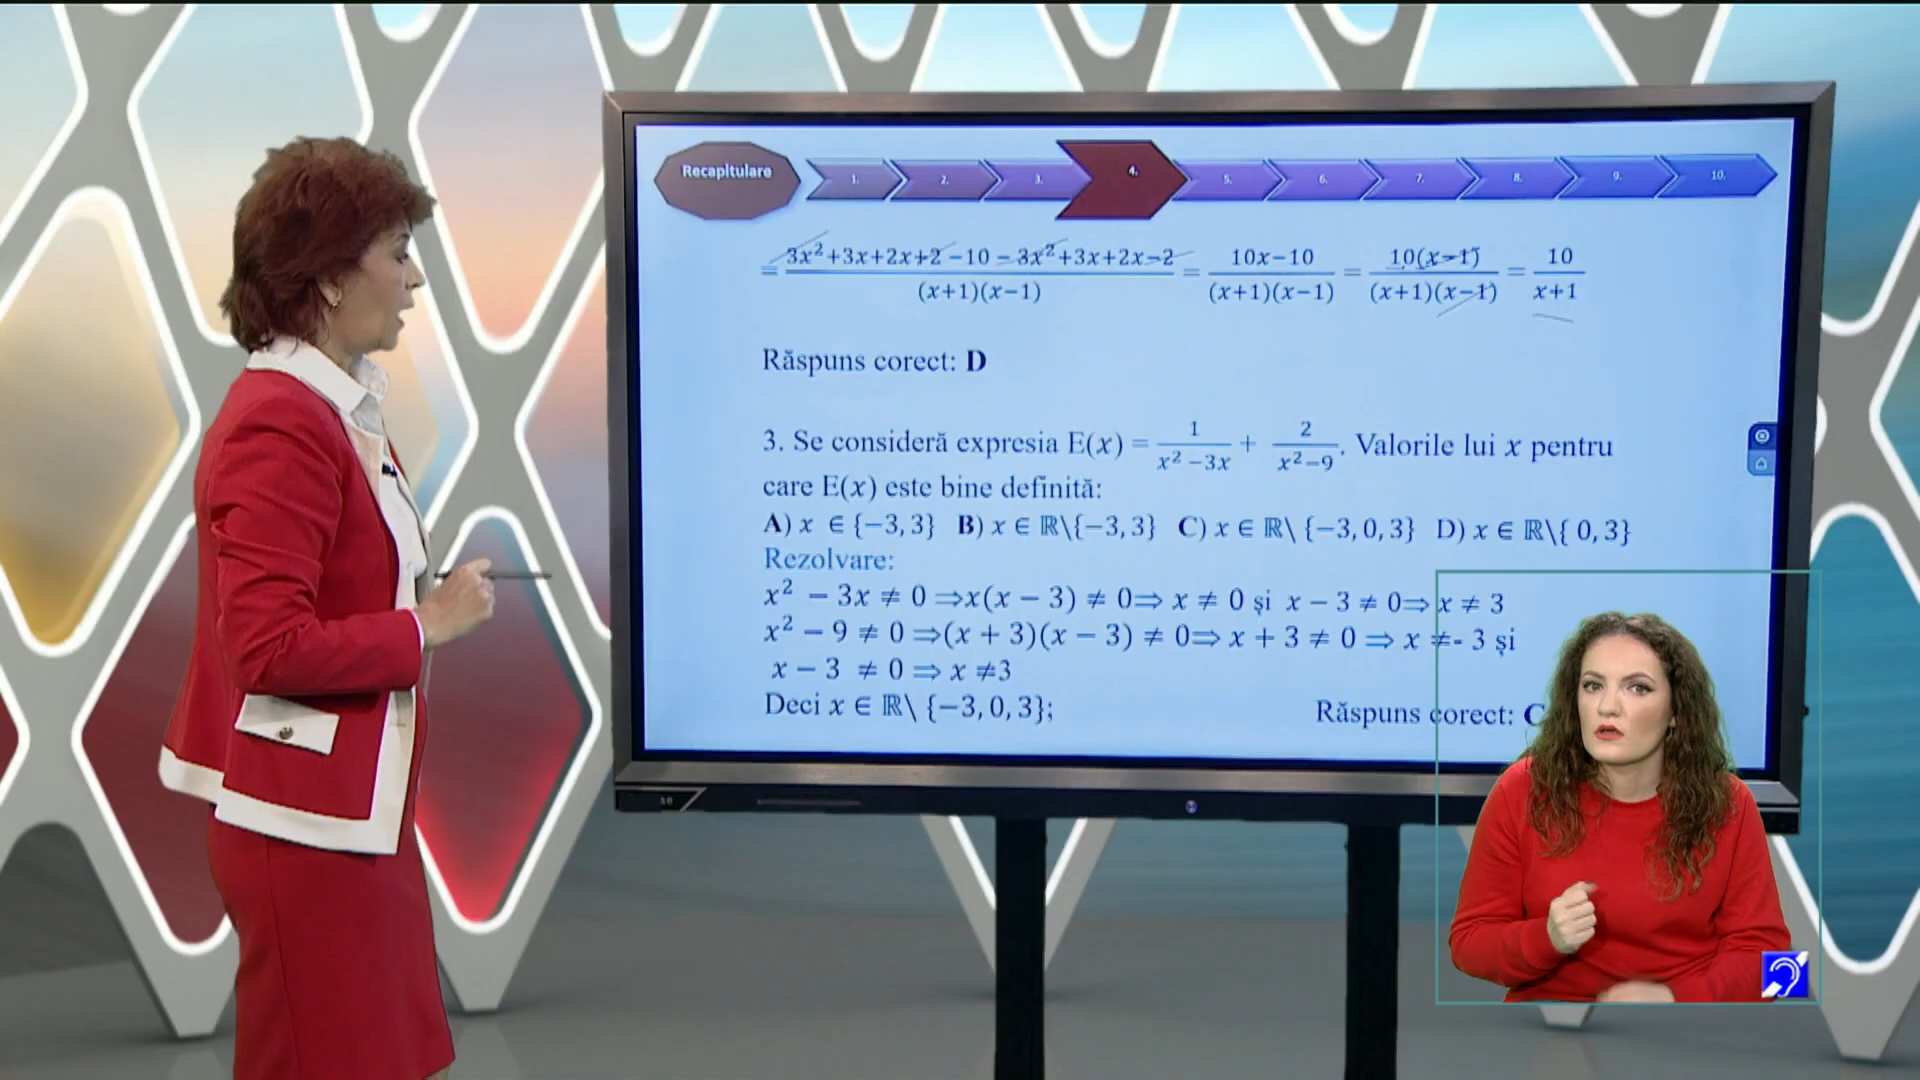 Recapitulare 1. 2. 3. 4. 5. 6. 7. 8. 9. 10.
= (3x²+3x+2x+2−10−3x²+3x+2x−2)/((x+1)(x−1)) = (10x−10)/((x+1)(x−1)) = (10(x−1))/((x+1)(x−1)) = 10/(x+1)
Răspuns corect: D
3. Se consideră expresia E(x) = 1/(x²−3x) + 2/(x²−9). Valorile lui x pentru
care E(x) este bine definită:
A) x ∈ {−3, 3} B) x ∈ ℝ\{−3, 3} C) x ∈ ℝ\ {−3, 0, 3} D) x ∈ ℝ\{ 0, 3}
Rezolvare:
x² − 3x ≠ 0 ⇒x(x − 3) ≠ 0⇒ x ≠ 0 și x − 3 ≠ 0⇒ x ≠ 3
x² − 9 ≠ 0 ⇒(x + 3)(x − 3) ≠ 0⇒ x + 3 ≠ 0 ⇒ x ≠- 3 și
x − 3 ≠ 0 ⇒ x ≠3
Deci x ∈ ℝ\ {−3, 0, 3}; Răspuns corect: C